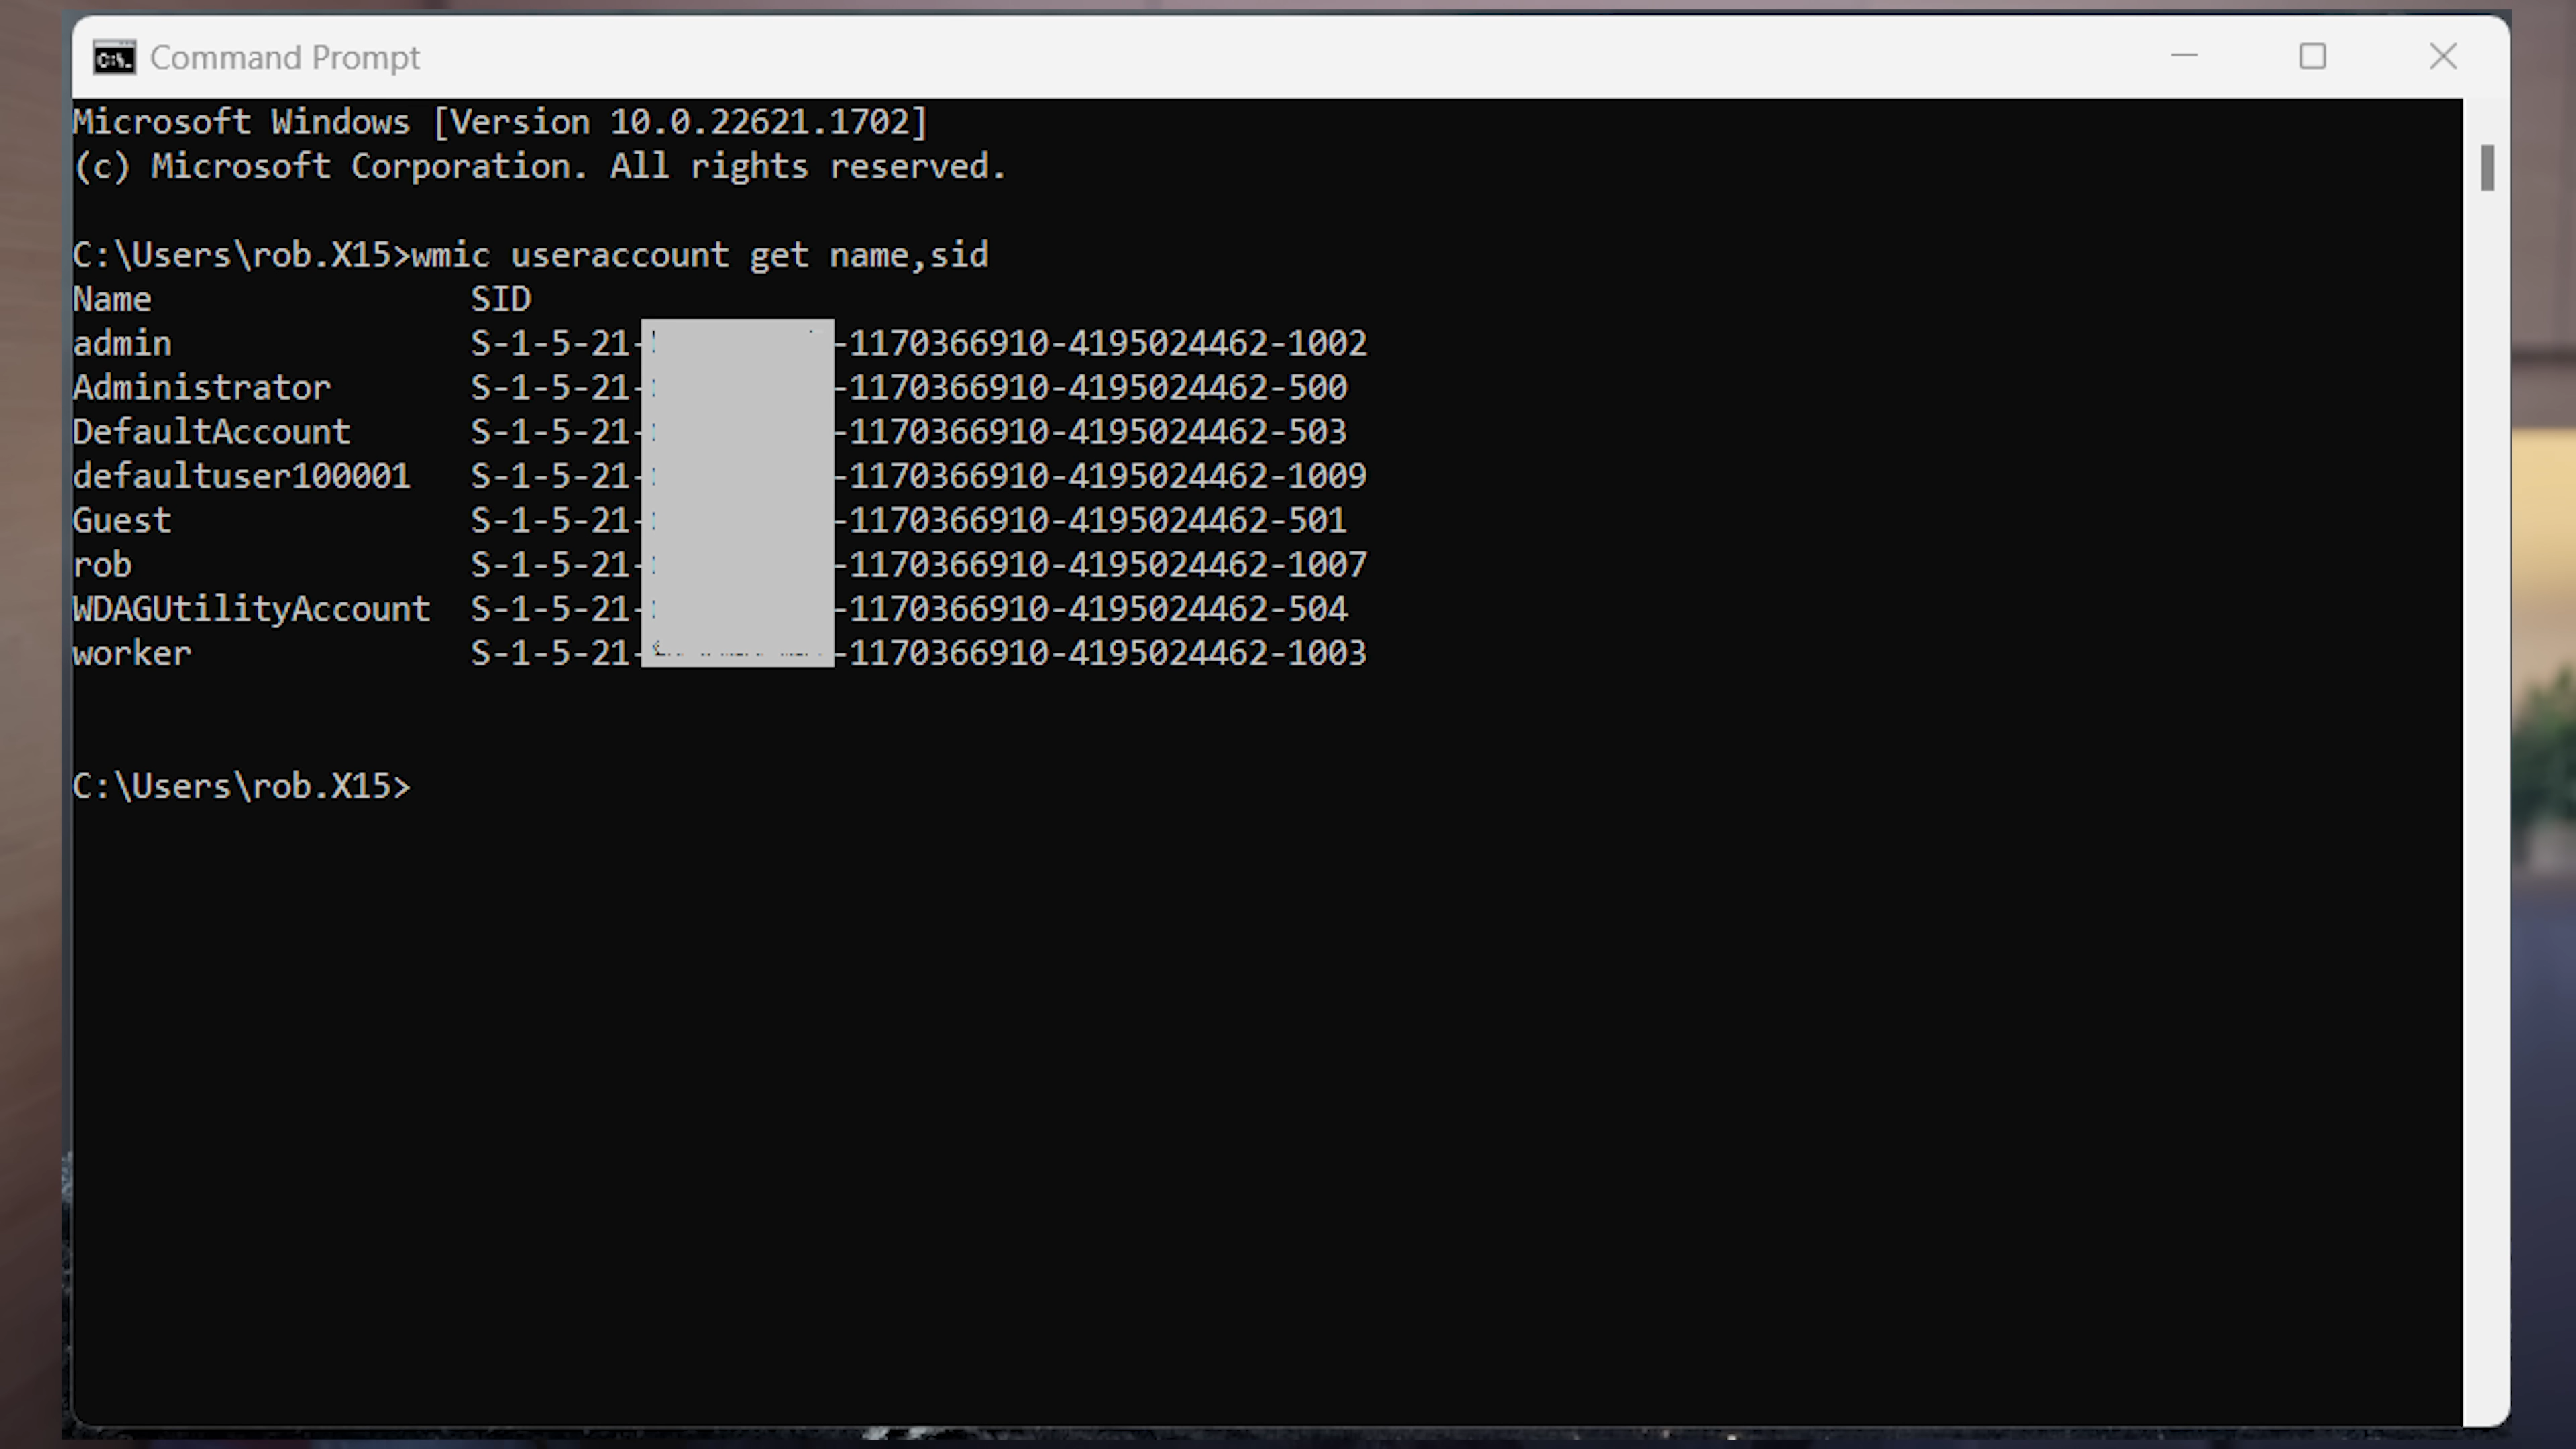 Command Prompt
Microsoft Windows [Version 10.0.22621.1702]
(c) Microsoft Corporation. All rights reserved.
C:\Users\rob.X15>wmic useraccount get name,sid
Name SID
admin S-1-5-21- -1170366910-4195024462-1002
Administrator S-1-5-21- -1170366910-4195024462-500
DefaultAccount S-1-5-21- -1170366910-4195024462-503
defaultuser100001 S-1-5-21- -1170366910-4195024462-1009
Guest S-1-5-21- -1170366910-4195024462-501
rob S-1-5-21- -1170366910-4195024462-1007
WDAGUtilityAccount S-1-5-21- -1170366910-4195024462-504
worker S-1-5-21- -1170366910-4195024462-1003
C:\Users\rob.X15>